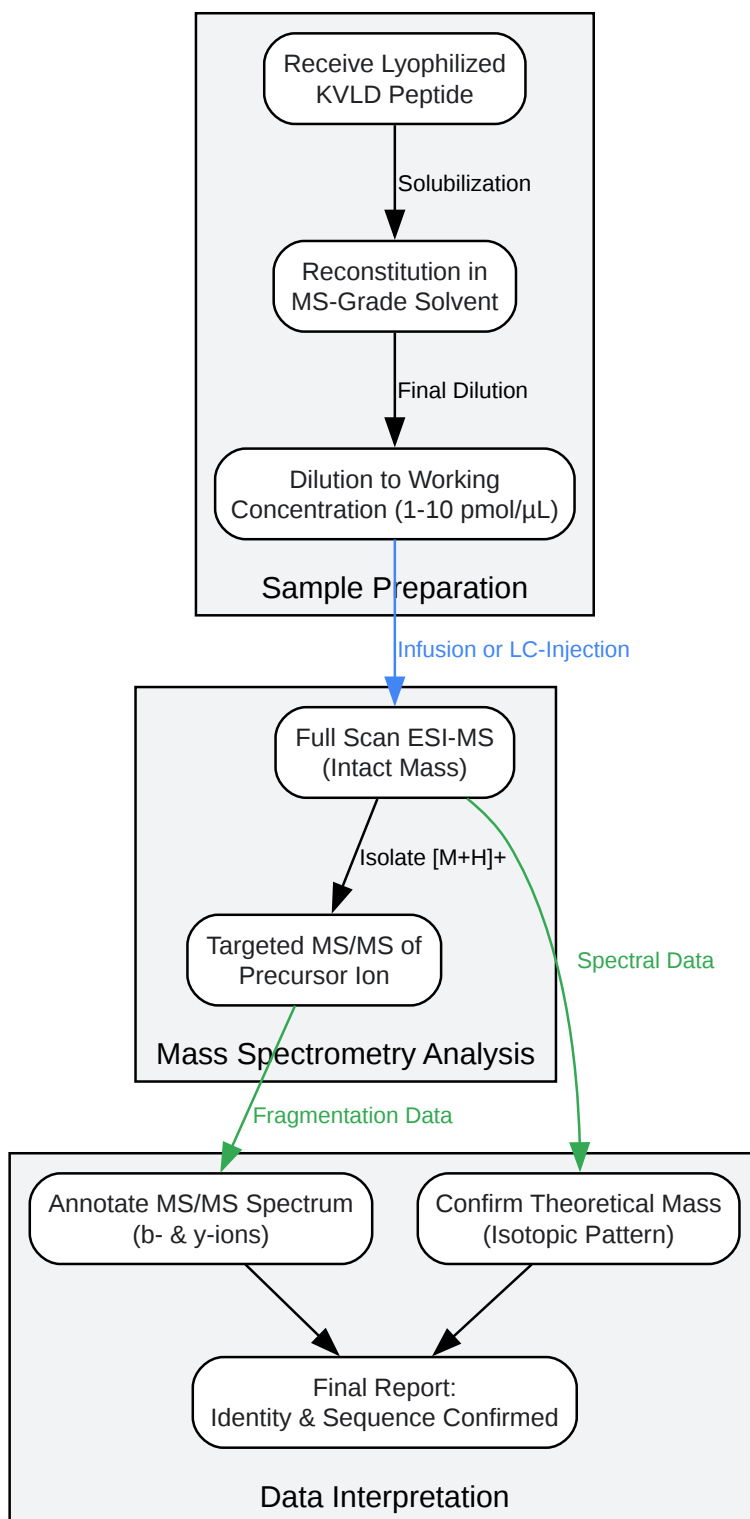 Receive Lyophilized
KVLD Peptide
Solubilization
Reconstitution in
MS-Grade Solvent
Final Dilution
Dilution to Working
Concentration (1-10 pmol/µL)
Sample Preparation
Infusion or LC-Injection
Full Scan ESI-MS
(Intact Mass)
Isolate [M+H]+
Targeted MS/MS of
Precursor Ion
Spectral Data
Mass Spectrometry Analysis
Fragmentation Data
Annotate MS/MS Spectrum
(b- & y-ions)
Confirm Theoretical Mass
(Isotopic Pattern)
Final Report:
Identity & Sequence Confirmed
Data Interpretation